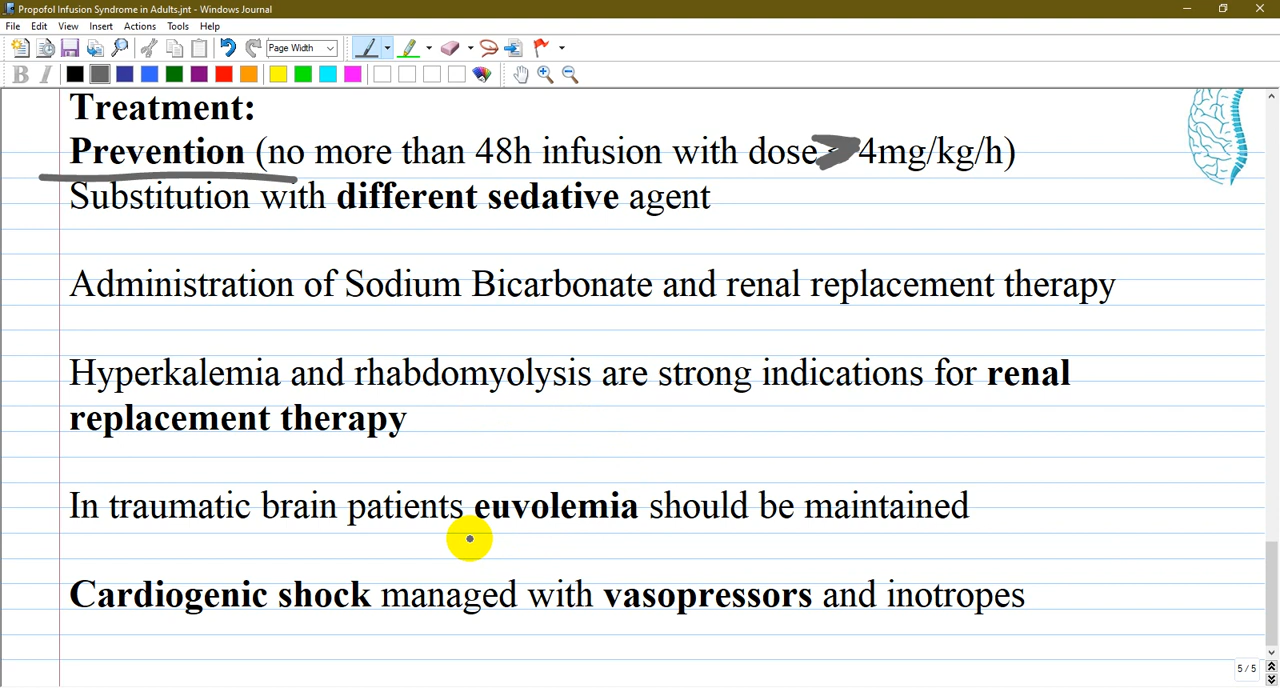 Propofol Infusion Syndrome in Adults.jnt - Windows Journal
File Edit View Insert Actions Tools Help
Page Width
B I
Treatment:
Prevention (no more than 48h infusion with dose > 4mg/kg/h)
Substitution with different sedative agent
Administration of Sodium Bicarbonate and renal replacement therapy
Hyperkalemia and rhabdomyolysis are strong indications for renal
replacement therapy
In traumatic brain patients euvolemia should be maintained
Cardiogenic shock managed with vasopressors and inotropes
5 / 5